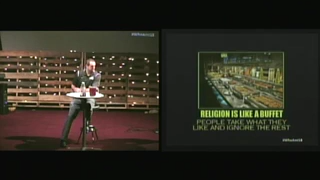 RELIGION IS LIKE A BUFFET
PEOPLE TAKE WHAT THEY
LIKE AND IGNORE THE REST